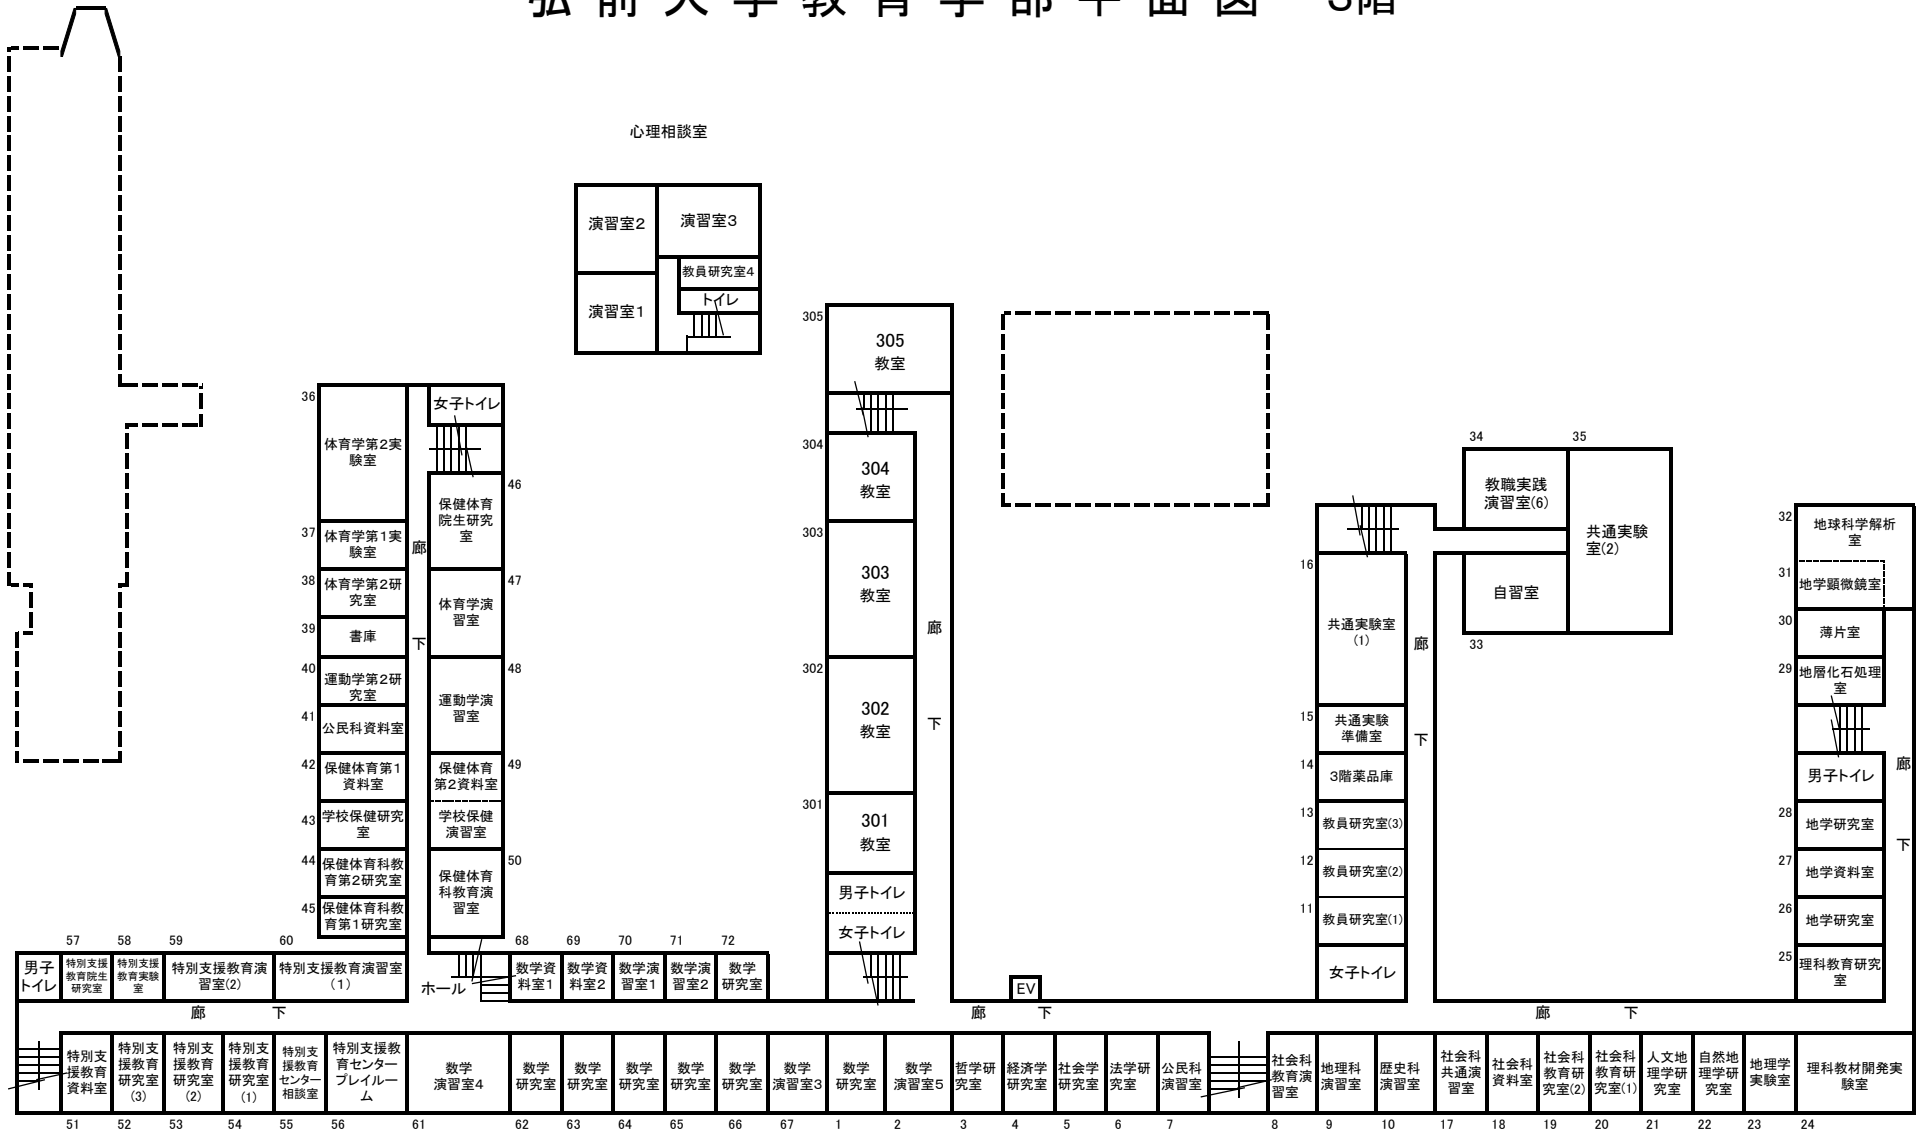 弘前大学教育学部平面図 3階
心理相談室
演習室2
演習室3
教員研究室4
トイレ
演習室1
305
305
教室
304
304
教室
303
303
教室
302
302
教室
301
301
教室
男子トイレ
女子トイレ
廊
下
36
体育学第2実
験室
37
体育学第1実
験室
38
体育学第2研
究室
39
書庫
40
運動学第2研
究室
41
公民科資料室
42
保健体育第1
資料室
43
学校保健研究
室
44
保健体育科教
育第2研究室
45
保健体育科教
育第1研究室
廊
下
女子トイレ
46
保健体育
院生研究
室
47
体育学演
習室
48
運動学演
習室
49
保健体育
第2資料室
学校保健
演習室
50
保健体育
科教育演
習室
34
教職実践
演習室(6)
35
共通実験
室(2)
自習室
33
16
共通実験室
(1)
15
共通実験
準備室
14
3階薬品庫
13
教員研究室(3)
12
教員研究室(2)
11
教員研究室(1)
女子トイレ
廊
下
32
地球科学解析
室
31
地学顕微鏡室
30
薄片室
29
地層化石処理
室
男子トイレ
28
地学研究室
27
地学資料室
26
地学研究室
25
理科教育研究
室
廊
下
57
58
59
60
男子
トイレ
特別支援
教育院生
研究室
特別支援
教育実験
室
特別支援教育演
習室(2)
特別支援教育演習室
(1)
ホール
68
69
70
71
72
数学資
料室1
数学資
料室2
数学演
習室1
数学演
習室2
数学
研究室
EV
廊 下
廊 下
廊 下
特別支
援教育
資料室
特別支
援教育
研究室
(3)
特別支
援教育
研究室
(2)
特別支
援教育
研究室
(1)
特別支
援教育
センター
相談室
特別支援教
育センター
プレイルー
ム
数学
演習室4
数学
研究室
数学
研究室
数学
研究室
数学
研究室
数学
研究室
数学
演習室3
数学
研究室
数学
演習室5
哲学研
究室
経済学
研究室
社会学
研究室
法学研
究室
公民科
演習室
社会科
教育演
習室
地理科
演習室
歴史科
演習室
社会科
共通演
習室
社会科
資料室
社会科
教育研
究室(2)
社会科
教育研
究室(1)
人文地
理学研
究室
自然地
理学研
究室
地理学
実験室
理科教材開発実
験室
51
52
53
54
55
56
61
62
63
64
65
66
67
1
2
3
4
5
6
7
8
9
10
17
18
19
20
21
22
23
24